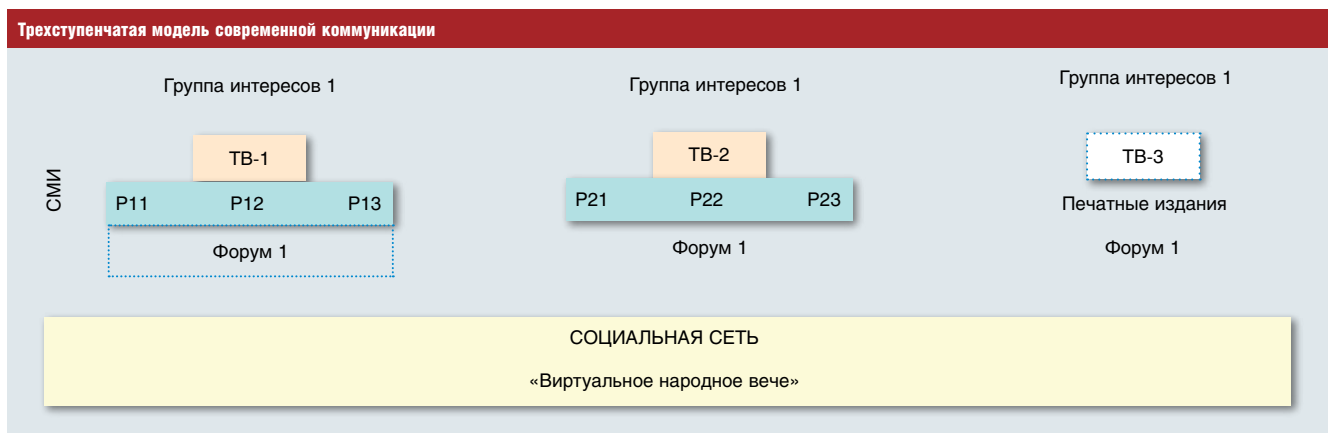 Трехступенчатая модель современной коммуникации
Группа интересов 1 Группа интересов 1 Группа интересов 1
ТВ-1 ТВ-2 ТВ-3
СМИ
Р11 Р12 Р13 Р21 Р22 Р23 Печатные издания
Форум 1 Форум 1 Форум 1
СОЦИАЛЬНАЯ СЕТЬ
«Виртуальное народное вече»